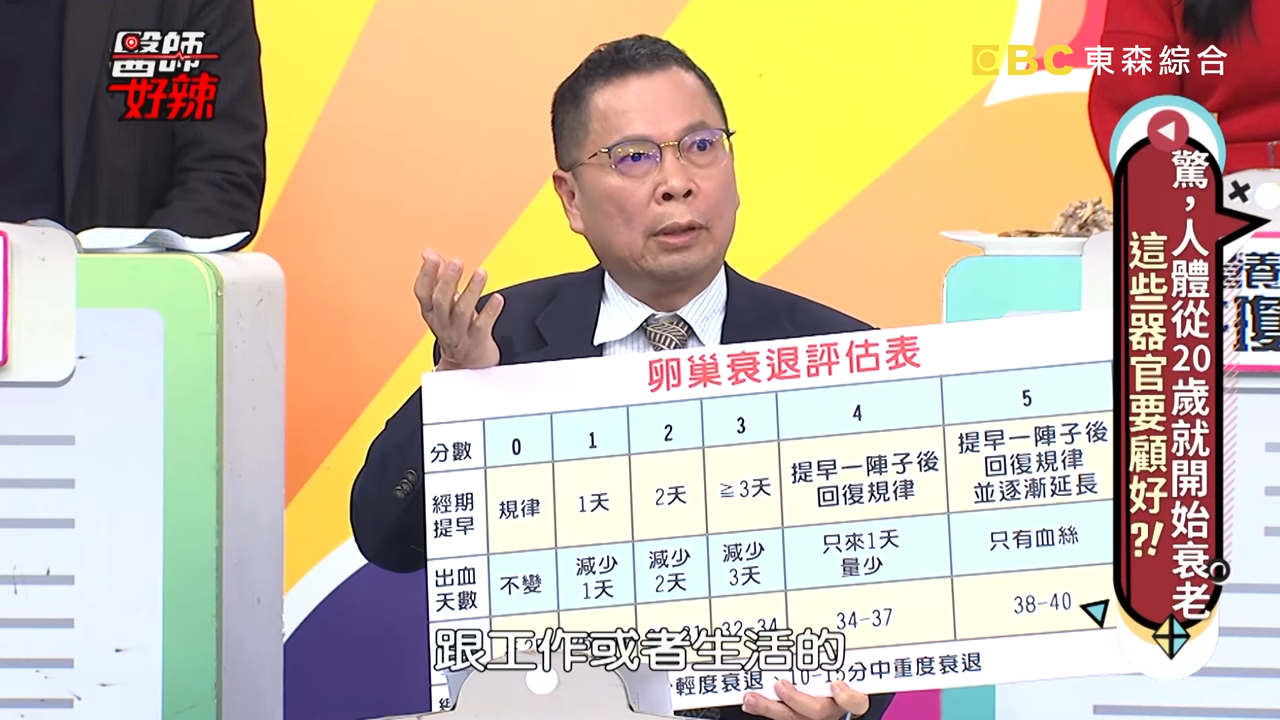 醫師
好辣
EBC 東森綜合
驚，人體從20歲就開始衰老
這些器官要顧好?!
卵巢衰退評估表
分數 0 1 2 3 4 5
經期提早 規律 1天 2天 ≧3天 提早一陣子後回復規律 提早一陣子後回復規律並逐漸延長
出血天數 不變 減少1天 減少2天 減少3天 只來1天量少 只有血絲
32-34 34-37 38-40
輕度衰退、10-15分中重度衰退
跟工作或者生活的